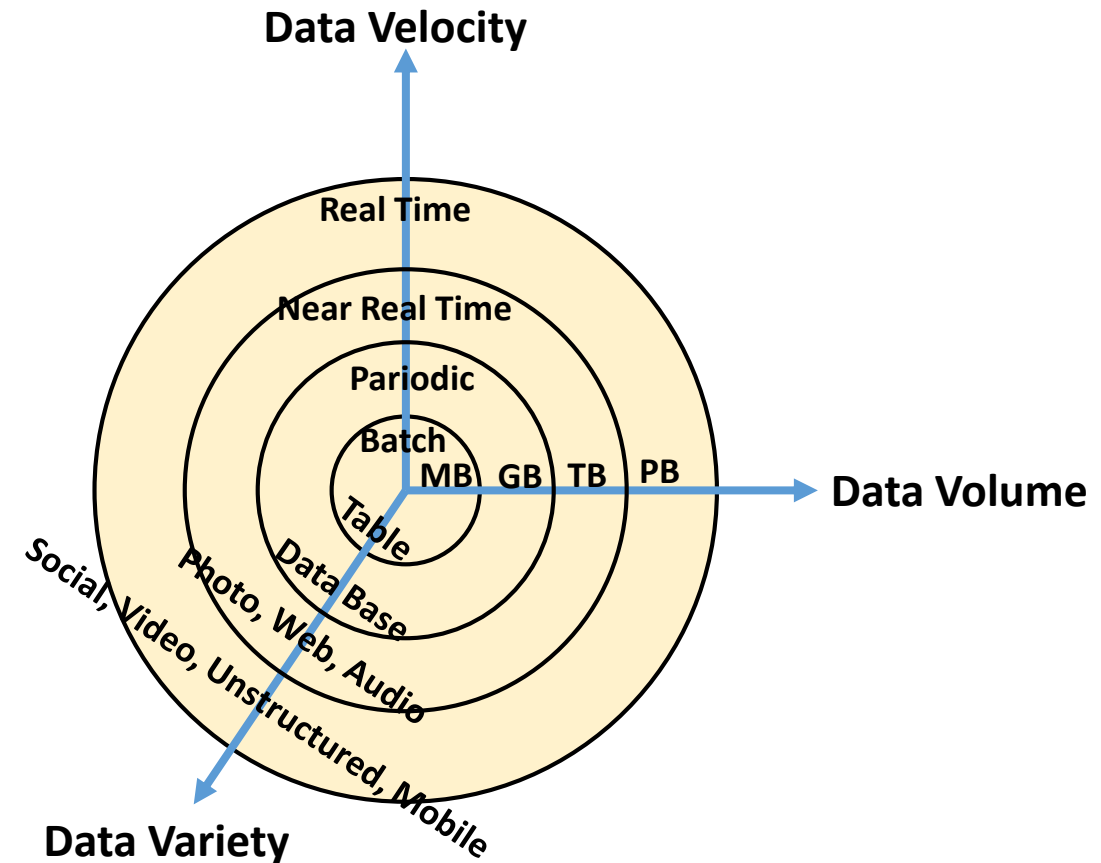 Data Velocity
Real Time
Near Real Time
Pariodic
Batch
MB GB TB PB
Data Volume
Table
Data Base
Photo, Web, Audio
Social, Video, Unstructured, Mobile
Data Variety